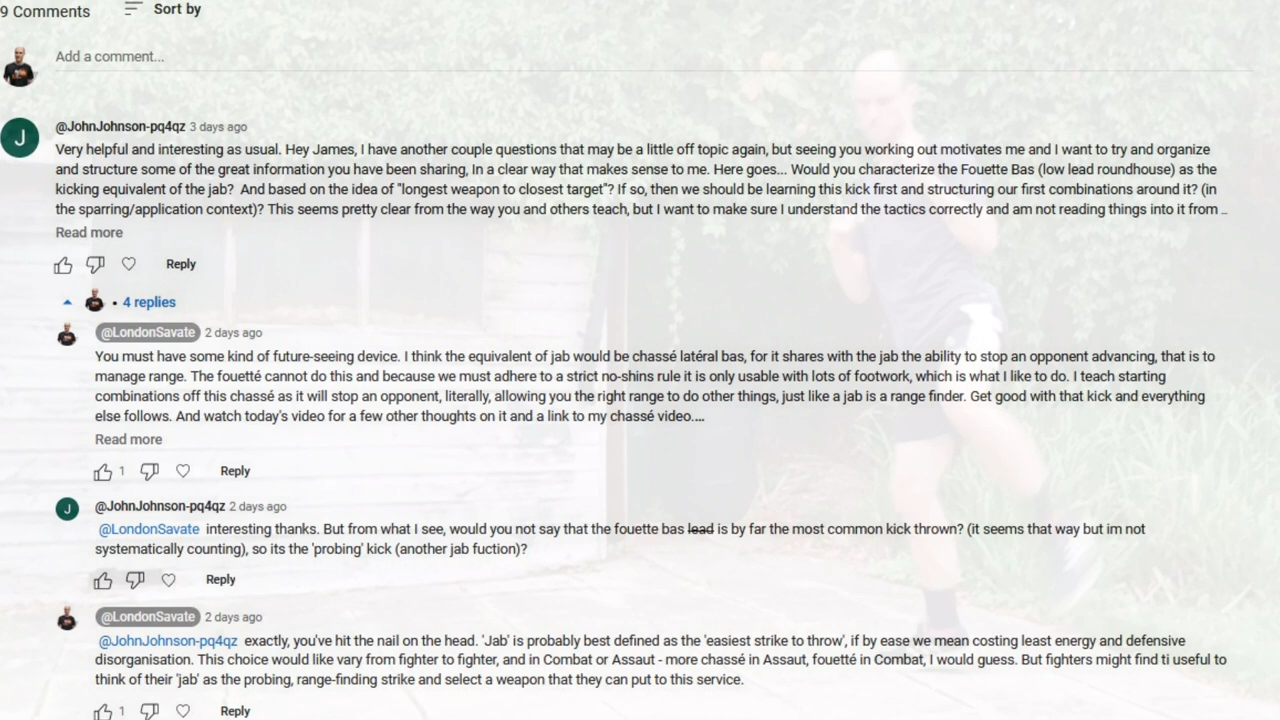 9 Comments Sort by
Add a comment...
J @JohnJohnson-pq4qz 3 days ago
Very helpful and interesting as usual. Hey James, I have another couple questions that may be a little off topic again, but seeing you working out motivates me and I want to try and organize
and structure some of the great information you have been sharing, In a clear way that makes sense to me. Here goes... Would you characterize the Fouette Bas (low lead roundhouse) as the
kicking equivalent of the jab? And based on the idea of "longest weapon to closest target"? If so, then we should be learning this kick first and structuring our first combinations around it? (in
the sparring/application context)? This seems pretty clear from the way you and others teach, but I want to make sure I understand the tactics correctly and am not reading things into it from ...
Read more
Reply
• 4 replies
@LondonSavate 2 days ago
You must have some kind of future-seeing device. I think the equivalent of jab would be chassé latéral bas, for it shares with the jab the ability to stop an opponent advancing, that is to
manage range. The fouetté cannot do this and because we must adhere to a strict no-shins rule it is only usable with lots of footwork, which is what I like to do. I teach starting
combinations off this chassé as it will stop an opponent, literally, allowing you the right range to do other things, just like a jab is a range finder. Get good with that kick and everything
else follows. And watch today's video for a few other thoughts on it and a link to my chassé video....
Read more
1 Reply
J @JohnJohnson-pq4qz 2 days ago
@LondonSavate interesting thanks. But from what I see, would you not say that the fouette bas lead is by far the most common kick thrown? (it seems that way but im not
systematically counting), so its the 'probing' kick (another jab fuction)?
Reply
@LondonSavate 2 days ago
@JohnJohnson-pq4qz exactly, you've hit the nail on the head. 'Jab' is probably best defined as the 'easiest strike to throw', if by ease we mean costing least energy and defensive
disorganisation. This choice would like vary from fighter to fighter, and in Combat or Assaut - more chassé in Assaut, fouetté in Combat, I would guess. But fighters might find ti useful to
think of their 'jab' as the probing, range-finding strike and select a weapon that they can put to this service.
1 Reply